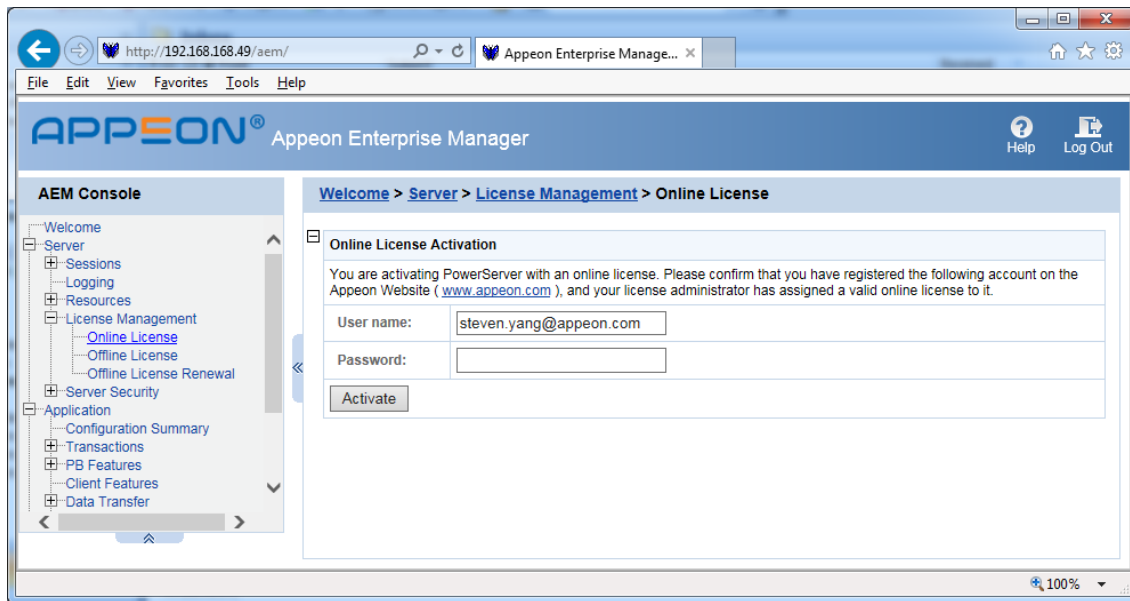 http://192.168.168.49/aem/
Appeon Enterprise Manage...
File Edit View Favorites Tools Help
APPEON® Appeon Enterprise Manager
Help
Log Out
AEM Console
Welcome
Server
Sessions
Logging
Resources
License Management
Online License
Offline License
Offline License Renewal
Server Security
Application
Configuration Summary
Transactions
PB Features
Client Features
Data Transfer
Welcome > Server > License Management > Online License
Online License Activation
You are activating PowerServer with an online license. Please confirm that you have registered the following account on the
Appeon Website ( www.appeon.com ), and your license administrator has assigned a valid online license to it.
User name: steven.yang@appeon.com
Password:
Activate
100%